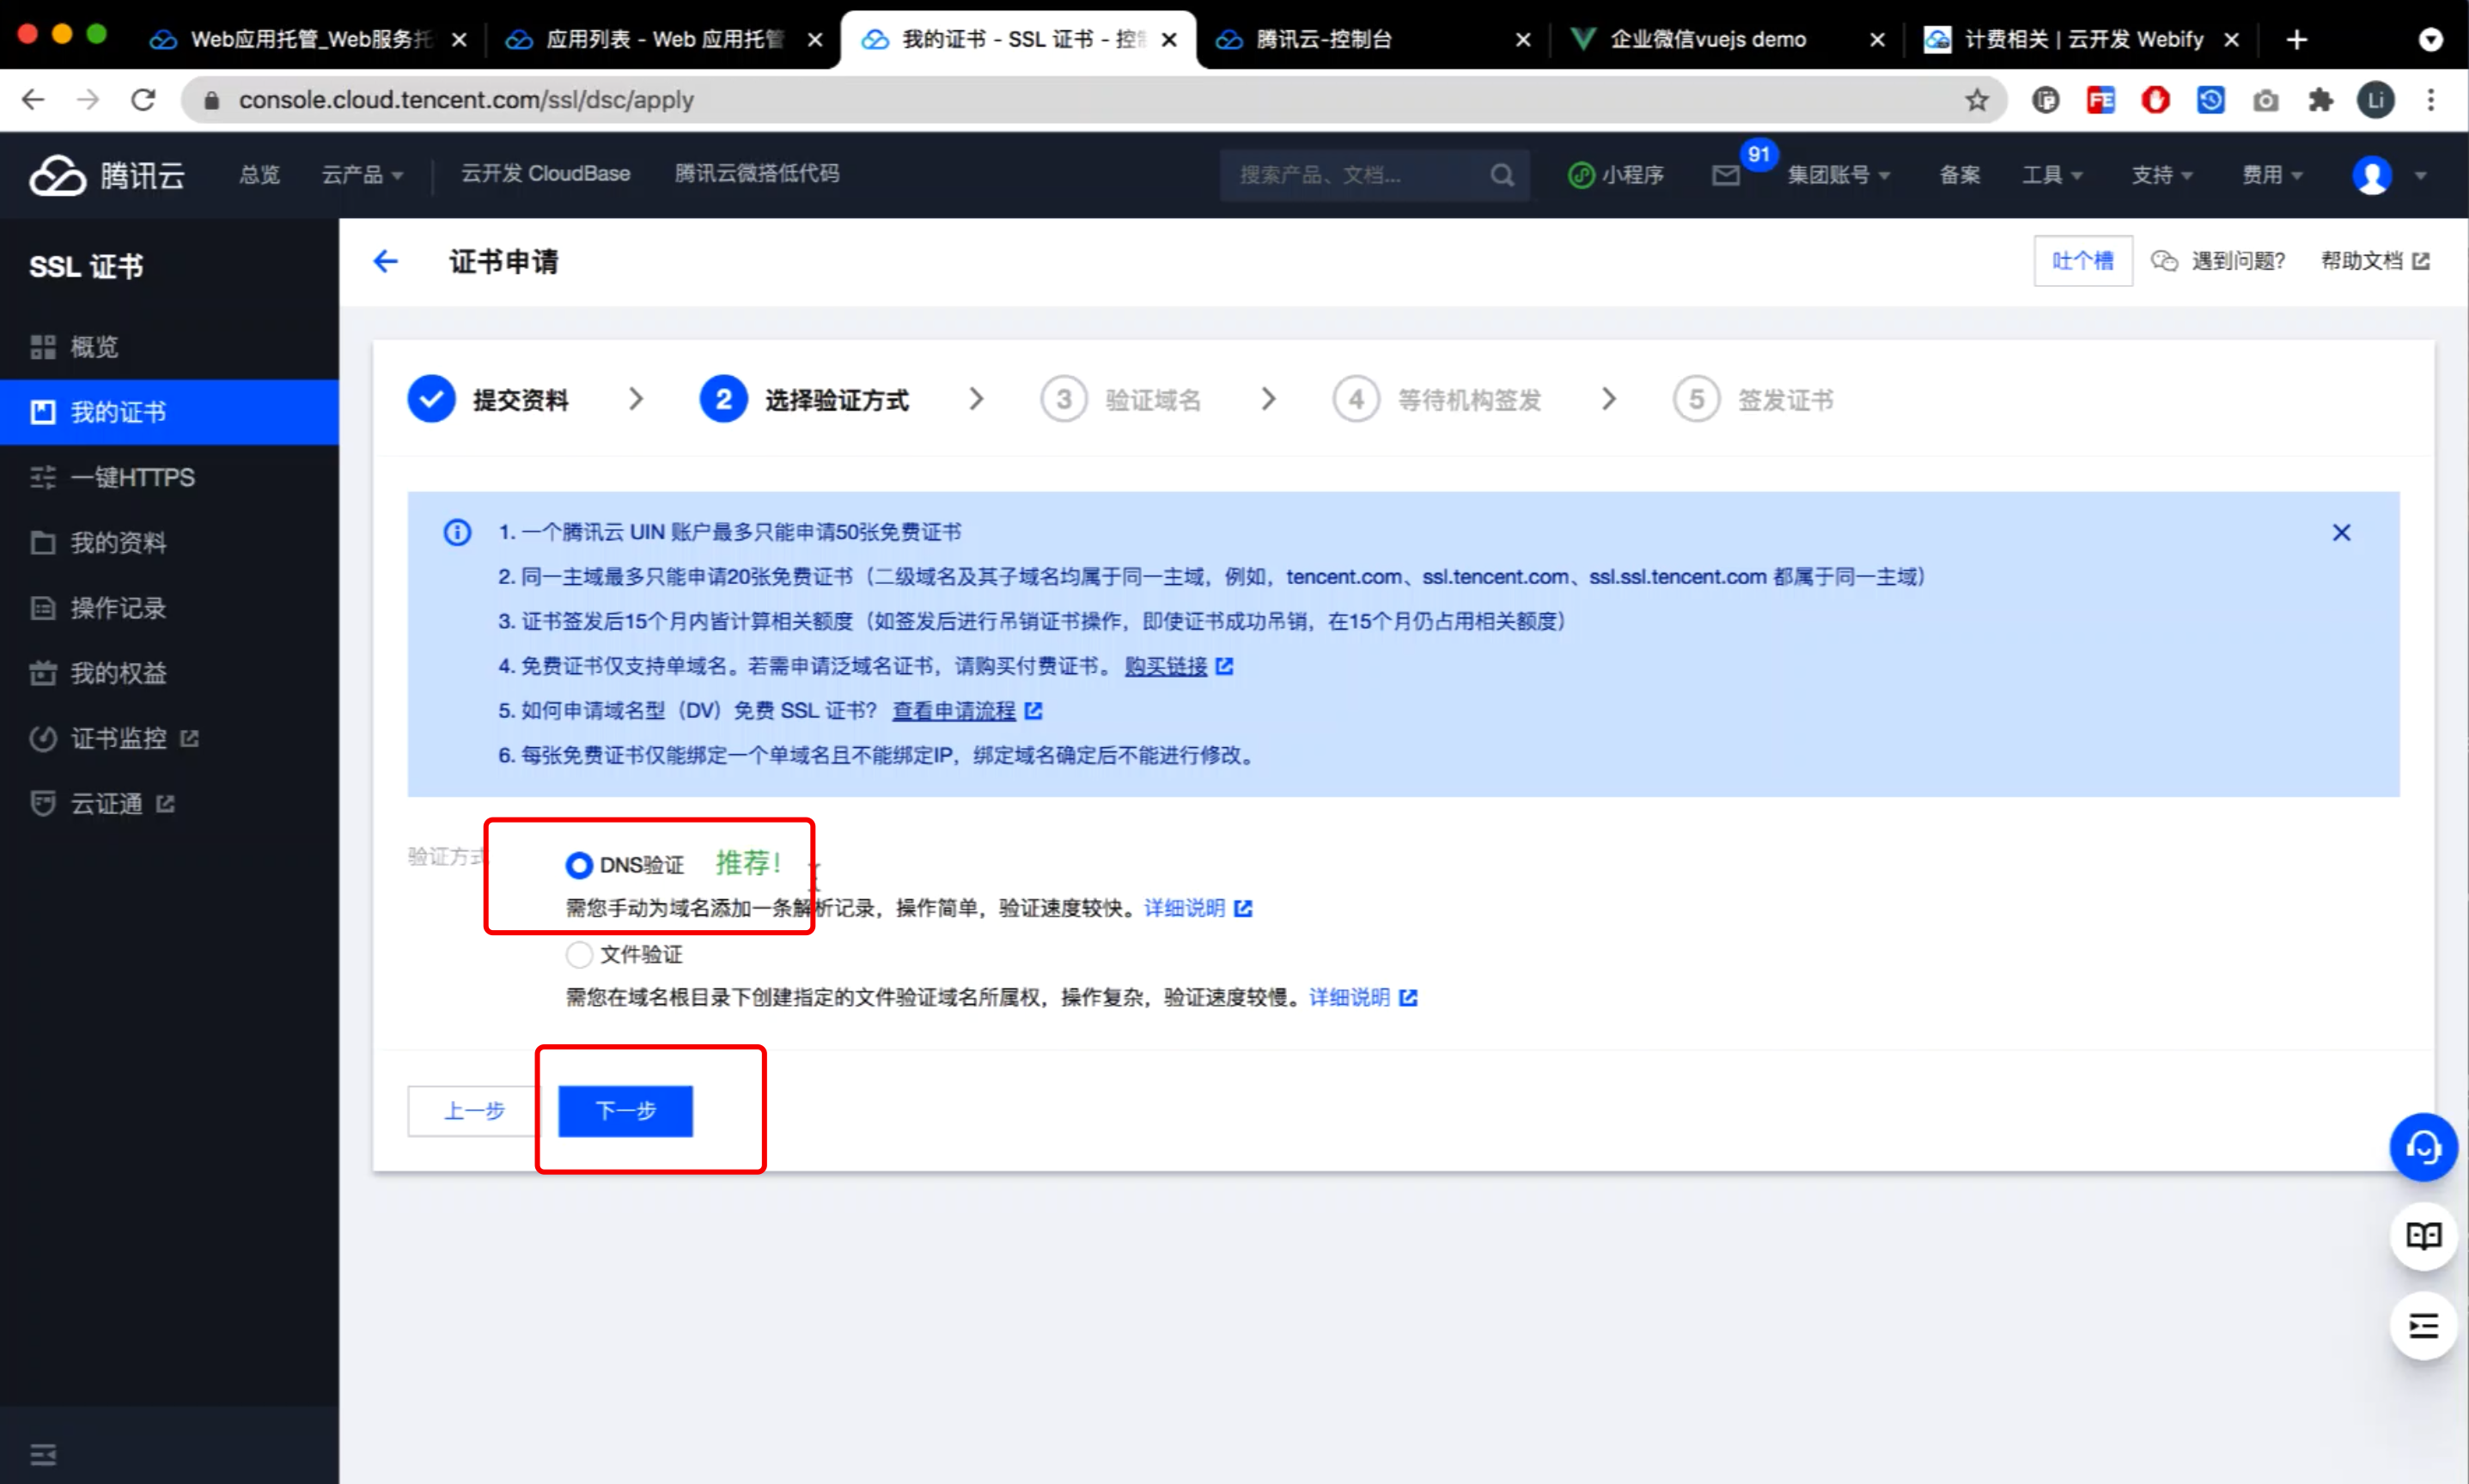 Web应用托管_Web服务托
应用列表 - Web 应用托管
我的证书 - SSL 证书 - 控
腾讯云-控制台
企业微信vuejs demo
计费相关 | 云开发 Webify
console.cloud.tencent.com/ssl/dsc/apply
FE
Li
腾讯云
总览
云产品
云开发 CloudBase
腾讯云微搭低代码
搜索产品、文档...
小程序
91
集团账号
备案
工具
支持
费用
SSL 证书
概览
我的证书
一键HTTPS
我的资料
操作记录
我的权益
证书监控
云证通
证书申请
吐个槽
遇到问题?
帮助文档
提交资料
2 选择验证方式
3 验证域名
4 等待机构签发
5 签发证书
1. 一个腾讯云 UIN 账户最多只能申请50张免费证书
2. 同一主域最多只能申请20张免费证书（二级域名及其子域名均属于同一主域，例如，tencent.com、ssl.tencent.com、ssl.ssl.tencent.com 都属于同一主域）
3. 证书签发后15个月内皆计算相关额度（如签发后进行吊销证书操作，即使证书成功吊销，在15个月仍占用相关额度）
4. 免费证书仅支持单域名。若需申请泛域名证书，请购买付费证书。 购买链接
5. 如何申请域名型（DV）免费 SSL 证书？ 查看申请流程
6. 每张免费证书仅能绑定一个单域名且不能绑定IP，绑定域名确定后不能进行修改。
验证方式
DNS验证 推荐！
需您手动为域名添加一条解析记录，操作简单，验证速度较快。详细说明
文件验证
需您在域名根目录下创建指定的文件验证域名所属权，操作复杂，验证速度较慢。详细说明
上一步
下一步